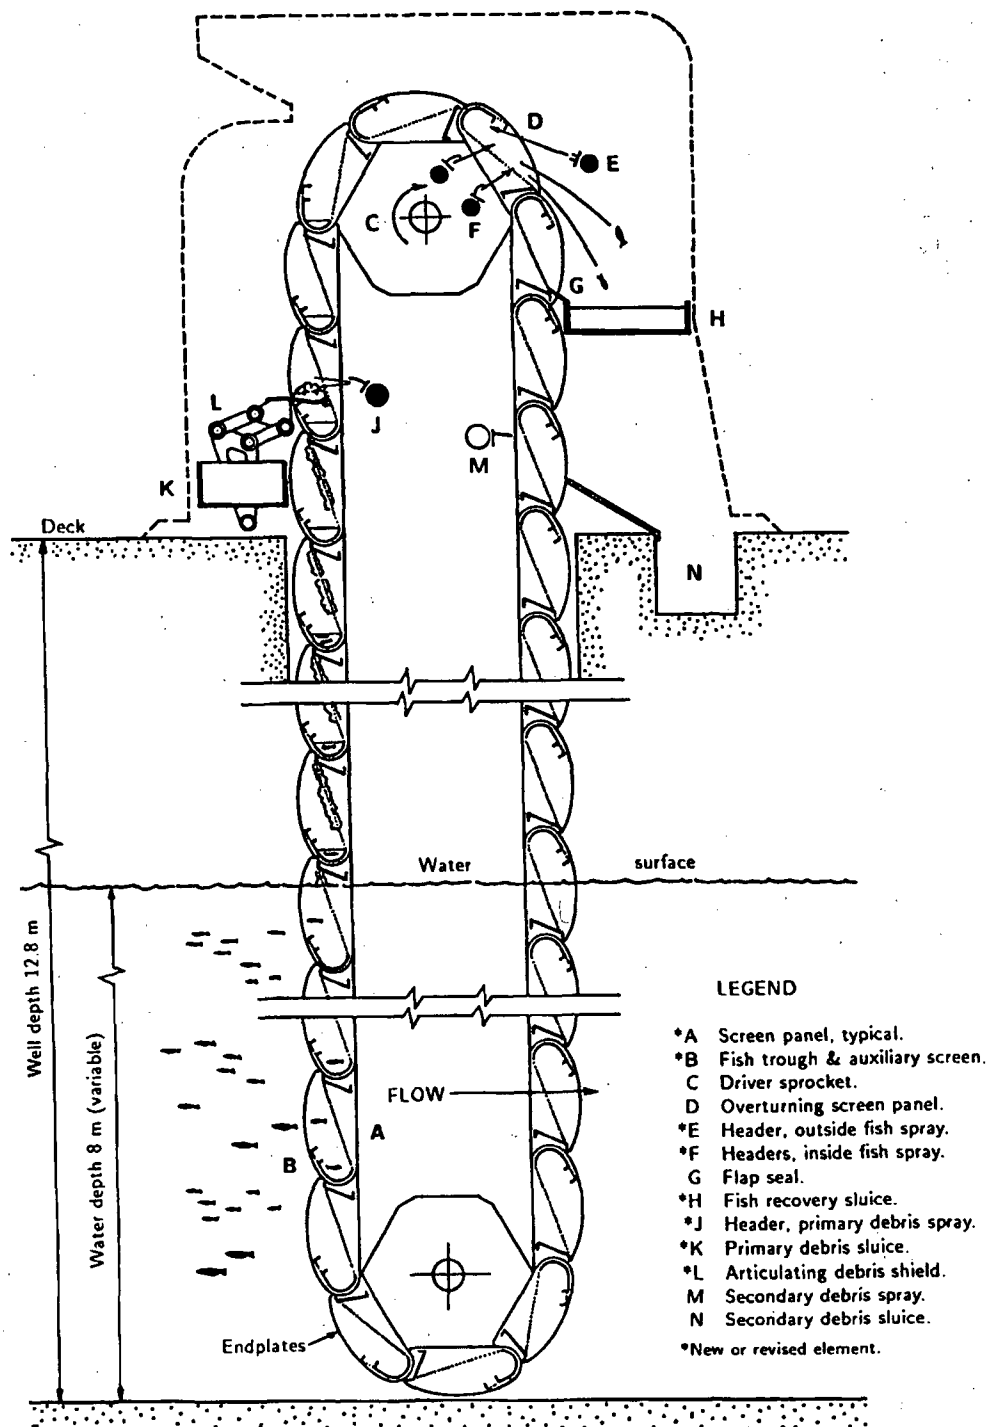 D
E
C
F
G
H
L
J
M
K
Deck
N
Water surface
Well depth 12.8 m
Water depth 8 m (variable)
FLOW
A
B
Endplates
LEGEND
*A Screen panel, typical.
*B Fish trough & auxiliary screen.
C Driver sprocket.
D Overturning screen panel.
*E Header, outside fish spray.
*F Headers, inside fish spray.
G Flap seal.
*H Fish recovery sluice.
*J Header, primary debris spray.
*K Primary debris sluice.
*L Articulating debris shield.
M Secondary debris spray.
N Secondary debris sluice.
*New or revised element.